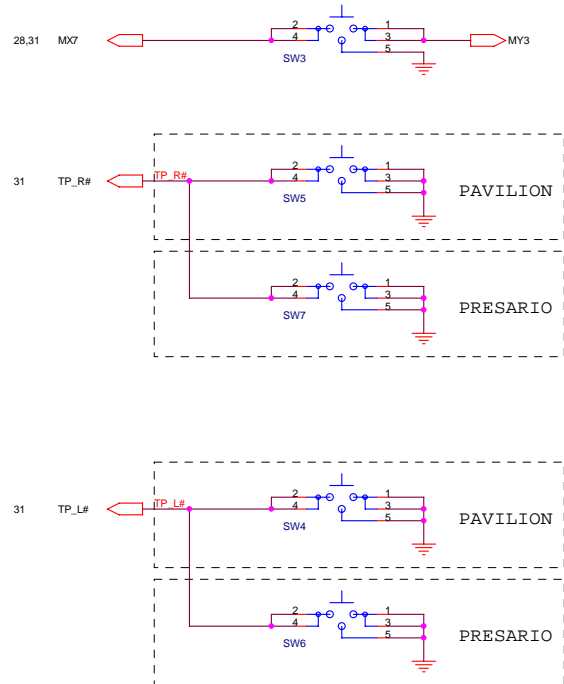 28,31 MX7 2 4 1 3 5 MY3
SW3
31 TP_R# TP_R# 2 4 1 3 5 PAVILION
SW5
2 4 1 3 5 PRESARIO
SW7
31 TP_L# TP_L# 2 4 1 3 5 PAVILION
SW4
2 4 1 3 5 PRESARIO
SW6